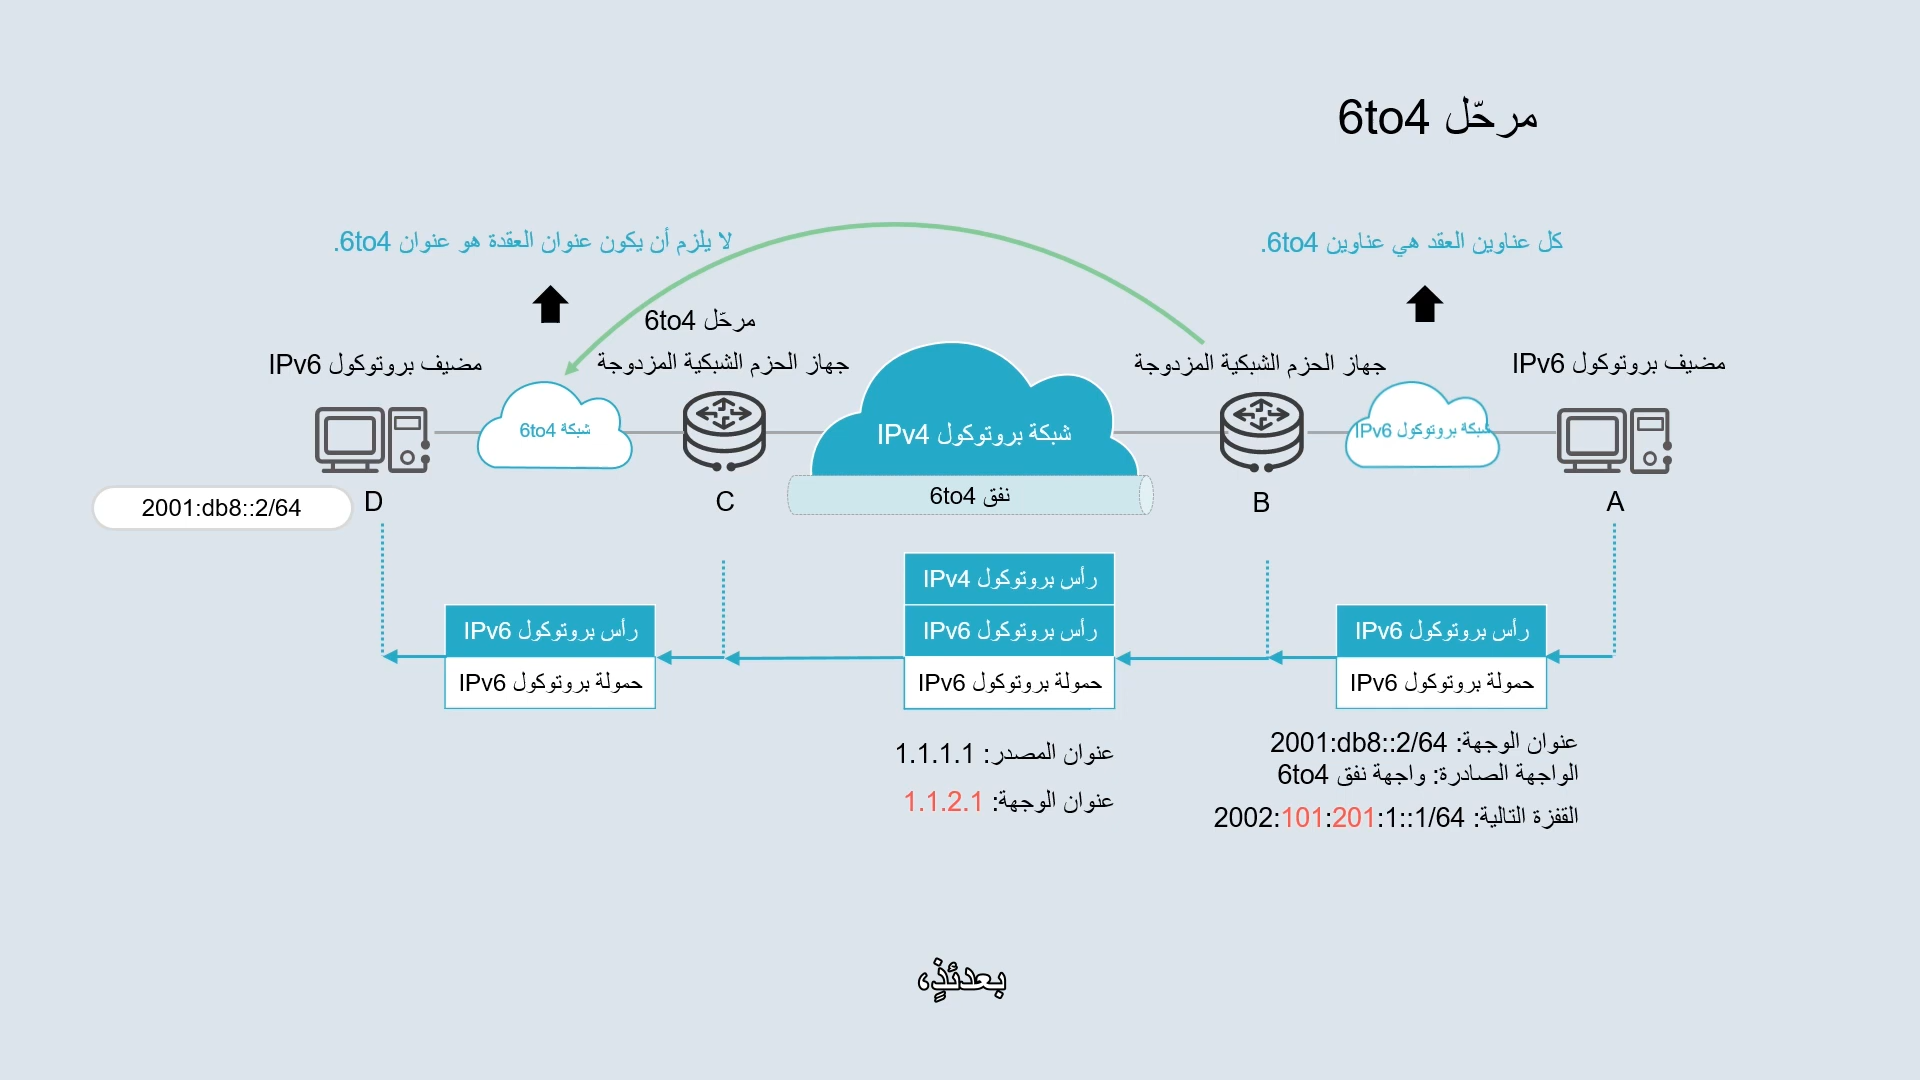 مرحّل 6to4
كل عناوين العقد هي عناوين 6to4.
لا يلزم أن يكون عنوان العقدة هو عنوان 6to4.
مرحّل 6to4
مضيف بروتوكول IPv6
جهاز الحزم الشبكية المزدوجة
جهاز الحزم الشبكية المزدوجة
مضيف بروتوكول IPv6
شبكة بروتوكول IPv6
شبكة بروتوكول IPv4
شبكة 6to4
نفق 6to4
A
B
C
D
2001:db8::2/64
رأس بروتوكول IPv6
حمولة بروتوكول IPv6
رأس بروتوكول IPv4
رأس بروتوكول IPv6
حمولة بروتوكول IPv6
رأس بروتوكول IPv6
حمولة بروتوكول IPv6
عنوان الوجهة: 2001:db8::2/64
الواجهة الصادرة: واجهة نفق 6to4
القفزة التالية: 2002:101:201:1::1/64
عنوان المصدر: 1.1.1.1
عنوان الوجهة: 1.1.2.1
بعدئذٍ،